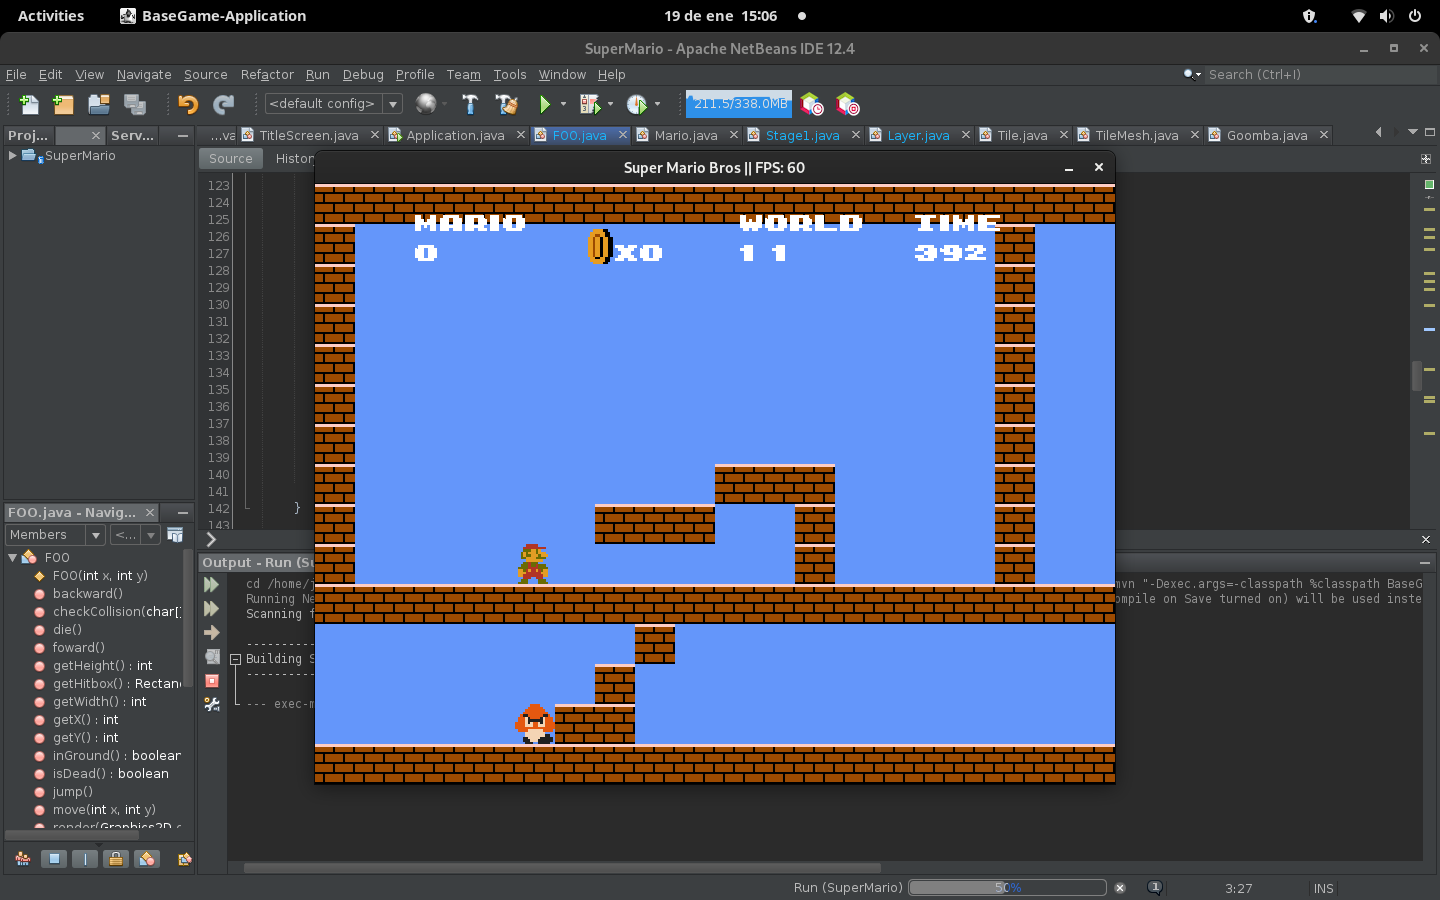 Activities BaseGame-Application 19 de ene 15:06
SuperMario - Apache NetBeans IDE 12.4
File Edit View Navigate Source Refactor Run Debug Profile Team Tools Window Help Search (Ctrl+I)
<default config> 211.5/338.0MB
Proj... Serv... ...va TitleScreen.java Application.java FOO.java Mario.java Stage1.java Layer.java Tile.java TileMesh.java Goomba.java
SuperMario
Source Histor
Super Mario Bros || FPS: 60
123
124
125
126
127
128
129
130
131
132
133
134
135
136
137
138
139
140
141
142 }
143
MARIO WORLD TIME
0 X0 1 1 392
FOO.java - Navig...
Members <...
FOO
FOO(int x, int y)
backward()
checkCollision(char[]
die()
foward()
getHeight() : int
getHitbox() : Rectan
getWidth() : int
getX() : int
getY() : int
inGround() : boolean
isDead() : boolean
jump()
move(int x, int y)
render(Graphics2D
Output - Run (Su
cd /home/j mvn "-Dexec.args=-classpath %classpath BaseG
Running Ne ompile on Save turned on) will be used inste
Scanning f
----------
Building S
----------
--- exec-m
Run (SuperMario) 50% 1 3:27 INS